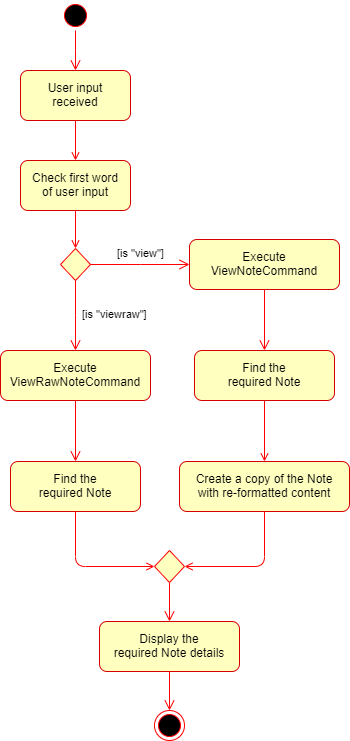 User input
received
Check first word
of user input
[is "view"]
Execute
ViewNoteCommand
[is "viewraw"]
Execute
ViewRawNoteCommand
Find the
required Note
Find the
required Note
Create a copy of the Note
with re-formatted content
Display the
required Note details